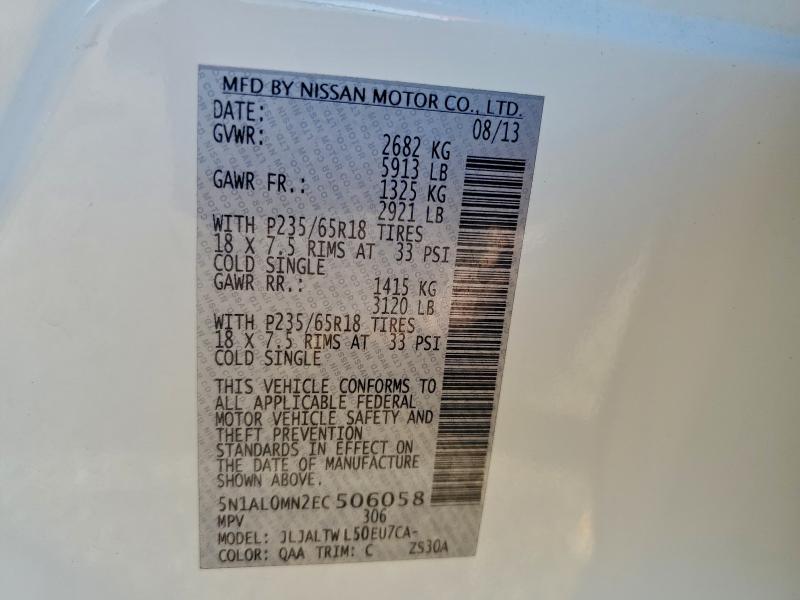 MFD BY NISSAN MOTOR CO., LTD.
DATE: 08/13
GVWR: 2682 KG
5913 LB
GAWR FR.: 1325 KG
2921 LB
WITH P235/65R18 TIRES
18 X 7.5 RIMS AT 33 PSI
COLD SINGLE
GAWR RR.: 1415 KG
3120 LB
WITH P235/65R18 TIRES
18 X 7.5 RIMS AT 33 PSI
COLD SINGLE
THIS VEHICLE CONFORMS TO
ALL APPLICABLE FEDERAL
MOTOR VEHICLE SAFETY AND
THEFT PREVENTION
STANDARDS IN EFFECT ON
THE DATE OF MANUFACTURE
SHOWN ABOVE.
5N1AL0MN2EC506058
MPV 306
MODEL: JLJALTWL50EU7CA-
COLOR: QAA TRIM: C ZS30A